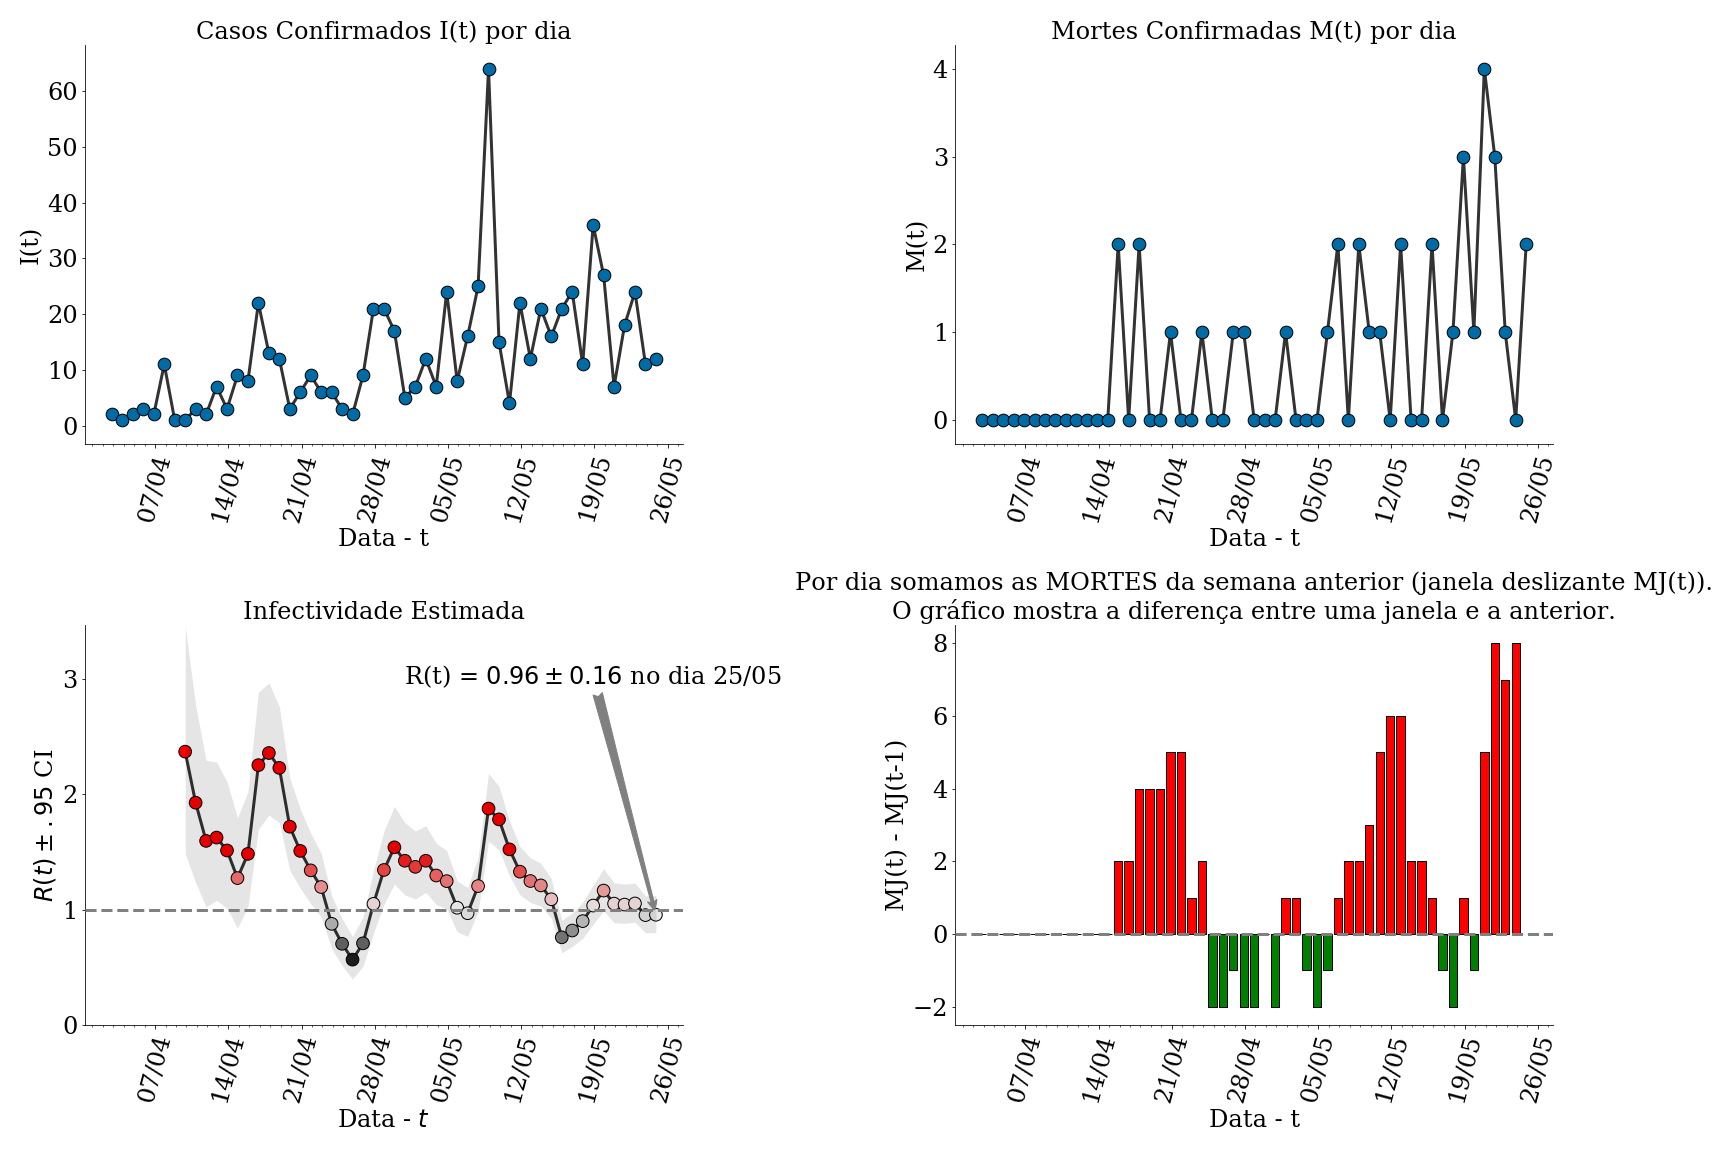 Casos Confirmados I(t) por dia
I(t)
60
50
40
30
20
10
0
07/04 14/04 21/04 28/04 05/05 12/05 19/05 26/05
Data - t
Mortes Confirmadas M(t) por dia
M(t)
4
3
2
1
0
07/04 14/04 21/04 28/04 05/05 12/05 19/05 26/05
Data - t
Infectividade Estimada
R(t) = 0.96 ± 0.16 no dia 25/05
R(t) ± .95 CI
3
2
1
0
07/04 14/04 21/04 28/04 05/05 12/05 19/05 26/05
Data - t
Por dia somamos as MORTES da semana anterior (janela deslizante MJ(t)).
O gráfico mostra a diferença entre uma janela e a anterior.
MJ(t) - MJ(t-1)
8
6
4
2
0
−2
07/04 14/04 21/04 28/04 05/05 12/05 19/05 26/05
Data - t